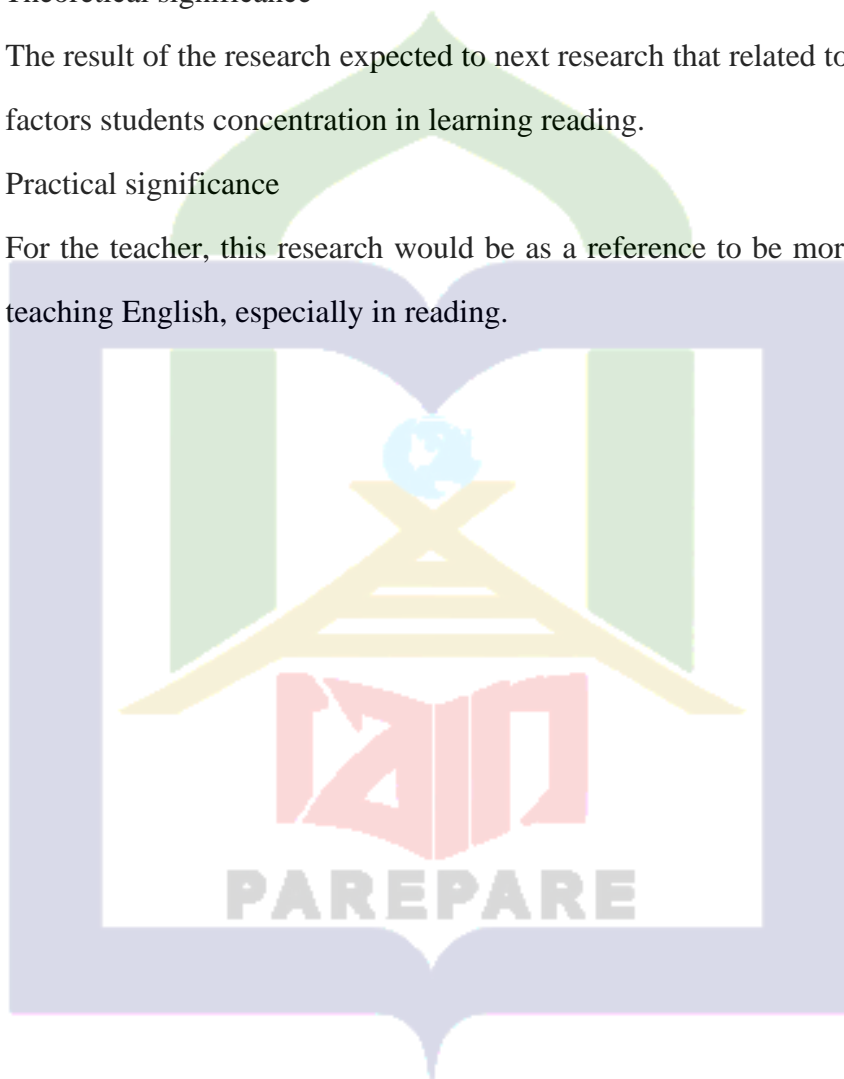 Theoretical significance
The result of the research expected to next research that related to
factors students concentration in learning reading.
Practical significance
For the teacher, this research would be as a reference to be mor
teaching English, especially in reading.
iain
PAREPARE